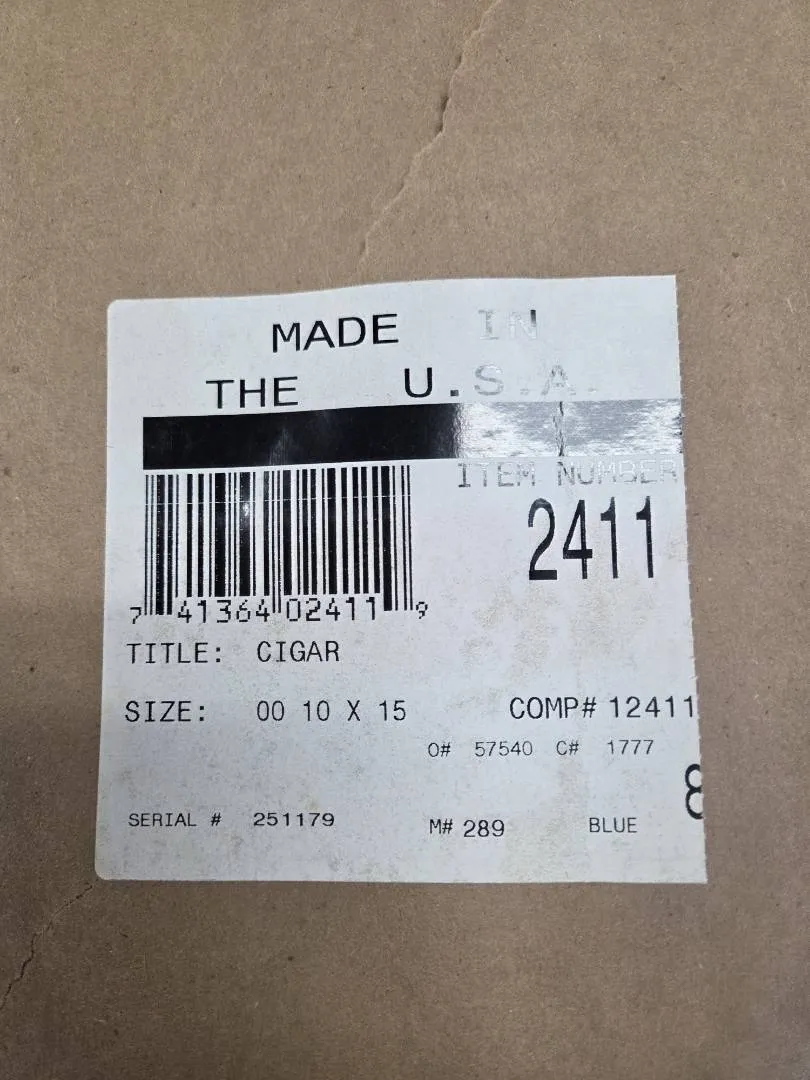 MADE IN
THE U.S.A.
ITEM NUMBER
2411
7 41364 02411 9
TITLE: CIGAR
SIZE: 00 10 X 15 COMP# 12411
O# 57540 C# 1777
8
SERIAL # 251179 M# 289 BLUE